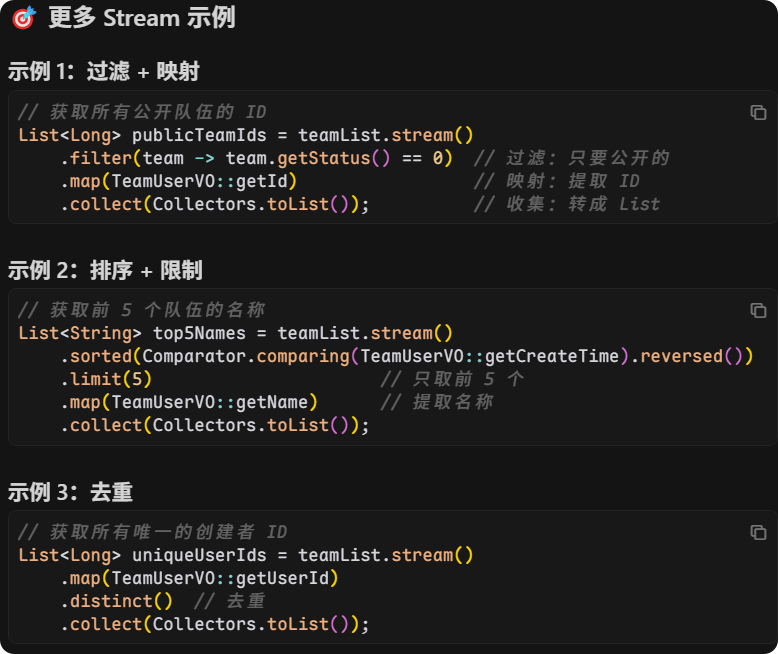 🎯 更多 Stream 示例
示例 1：过滤 + 映射
// 获取所有公开队伍的 ID
List<Long> publicTeamIds = teamList.stream()
    .filter(team -> team.getStatus() == 0)  // 过滤：只要公开的
    .map(TeamUserVO::getId)                 // 映射：提取 ID
    .collect(Collectors.toList());          // 收集：转成 List
示例 2：排序 + 限制
// 获取前 5 个队伍的名称
List<String> top5Names = teamList.stream()
    .sorted(Comparator.comparing(TeamUserVO::getCreateTime).reversed())
    .limit(5)                      // 只取前 5 个
    .map(TeamUserVO::getName)      // 提取名称
    .collect(Collectors.toList());
示例 3：去重
// 获取所有唯一的创建者 ID
List<Long> uniqueUserIds = teamList.stream()
    .map(TeamUserVO::getUserId)
    .distinct()  // 去重
    .collect(Collectors.toList());